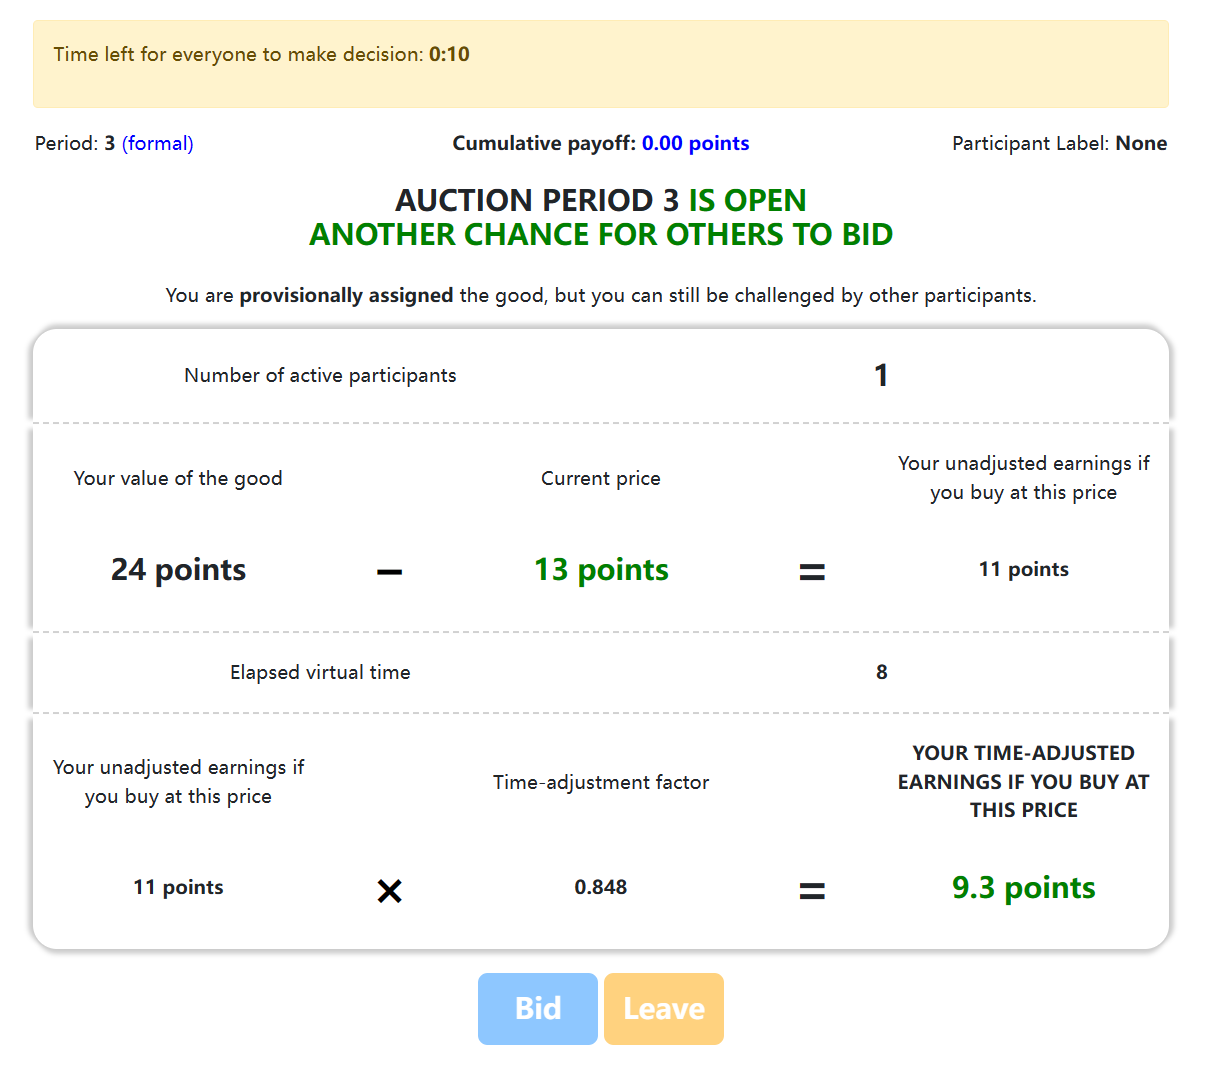 Time left for everyone to make decision: 0:10
Period: 3 (formal)
Cumulative payoff: 0.00 points
Participant Label: None
AUCTION PERIOD 3 IS OPEN
ANOTHER CHANCE FOR OTHERS TO BID
You are provisionally assigned the good, but you can still be challenged by other participants.
Number of active participants
1
Your value of the good
Current price
Your unadjusted earnings if
you buy at this price
24 points
−
13 points
=
11 points
Elapsed virtual time
8
Your unadjusted earnings if
you buy at this price
Time-adjustment factor
YOUR TIME-ADJUSTED
EARNINGS IF YOU BUY AT
THIS PRICE
11 points
×
0.848
=
9.3 points
Bid
Leave